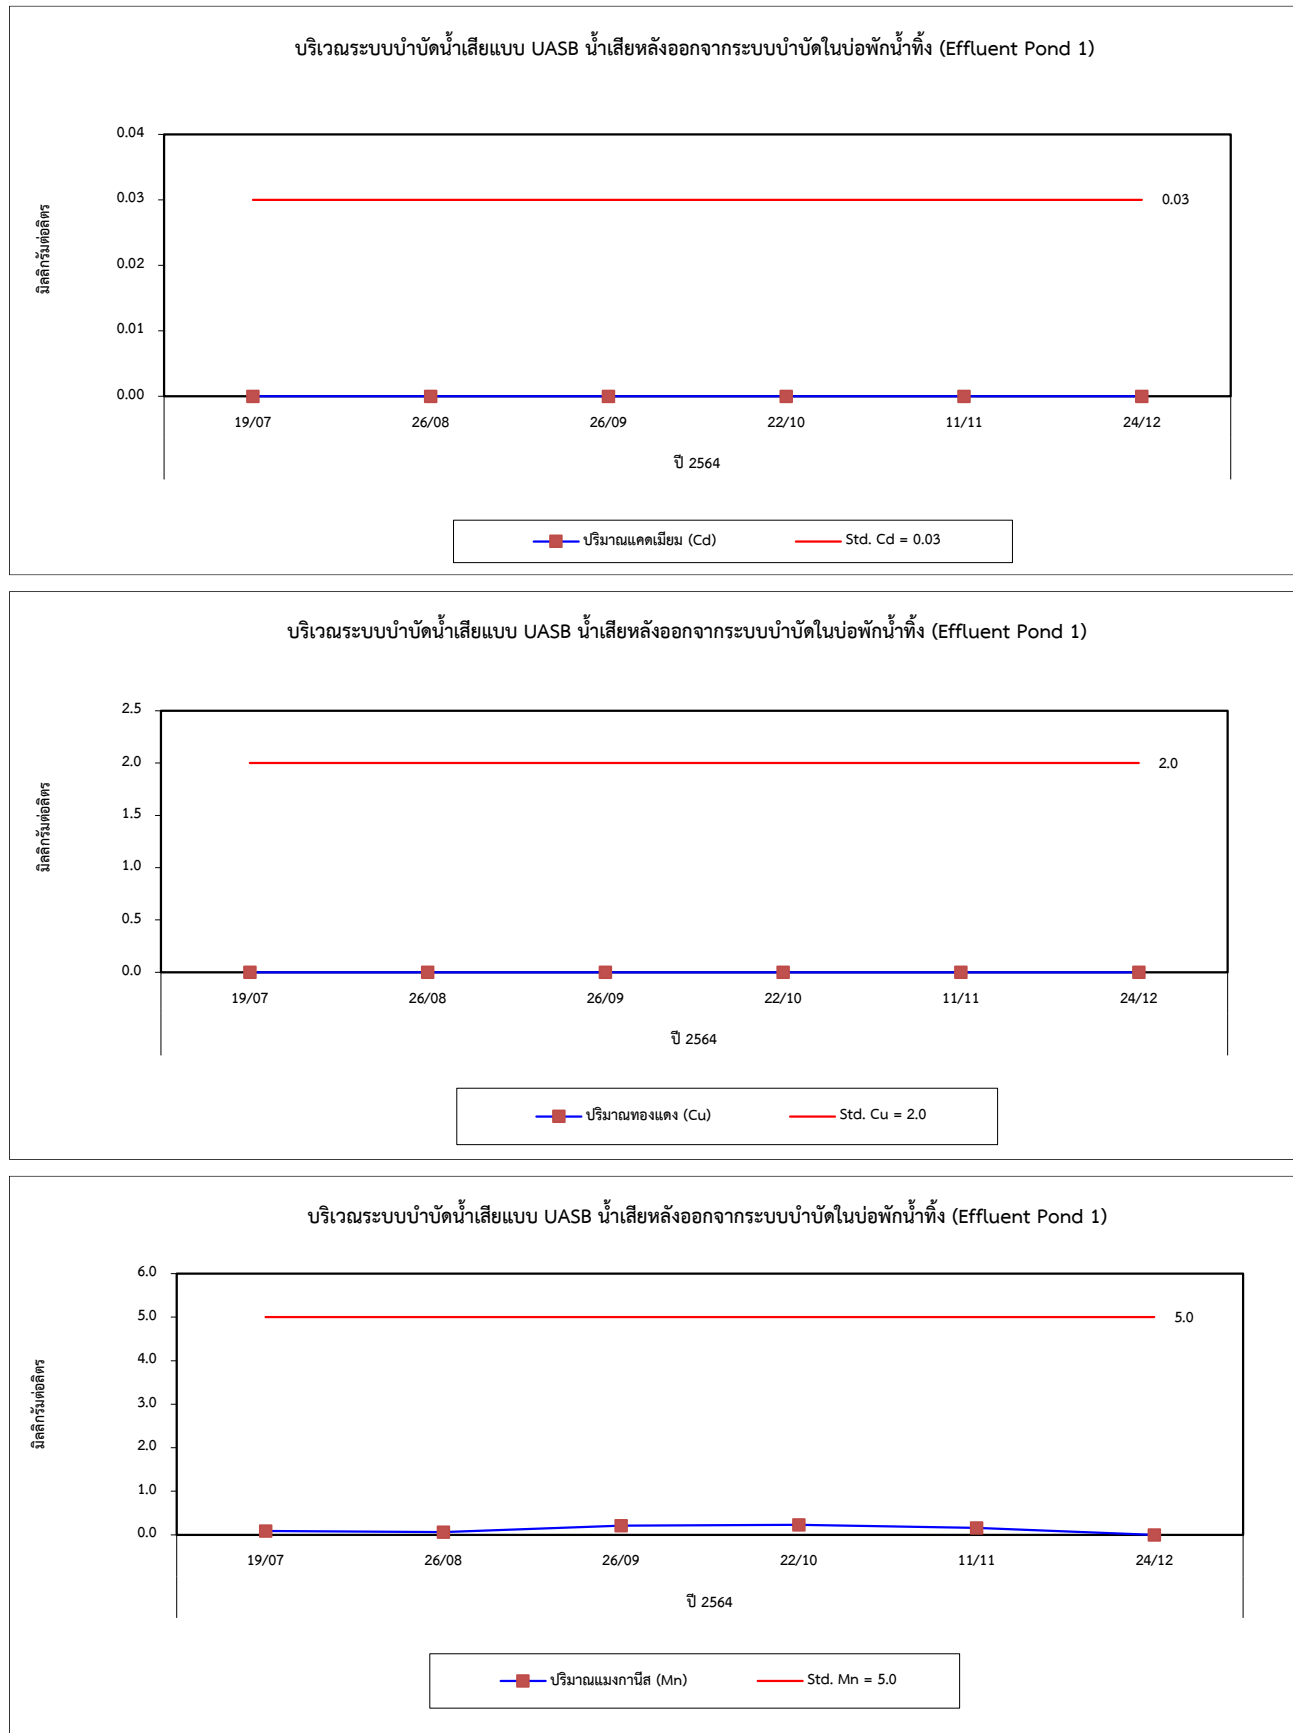 บริเวณระบบบำบัดน้ำเสียแบบ UASB น้ำเสียหลังออกจากระบบบำบัดในบ่อพักน้ำทิ้ง (Effluent Pond 1)
มิลลิกรัมต่อลิตร
0.04
0.03
0.02
0.01
0.00
0.03
19/07 26/08 26/09 22/10 11/11 24/12
ปี 2564
ปริมาณแคดเมียม (Cd) Std. Cd = 0.03
บริเวณระบบบำบัดน้ำเสียแบบ UASB น้ำเสียหลังออกจากระบบบำบัดในบ่อพักน้ำทิ้ง (Effluent Pond 1)
มิลลิกรัมต่อลิตร
2.5
2.0
1.5
1.0
0.5
0.0
2.0
19/07 26/08 26/09 22/10 11/11 24/12
ปี 2564
ปริมาณทองแดง (Cu) Std. Cu = 2.0
บริเวณระบบบำบัดน้ำเสียแบบ UASB น้ำเสียหลังออกจากระบบบำบัดในบ่อพักน้ำทิ้ง (Effluent Pond 1)
มิลลิกรัมต่อลิตร
6.0
5.0
4.0
3.0
2.0
1.0
0.0
5.0
19/07 26/08 26/09 22/10 11/11 24/12
ปี 2564
ปริมาณแมงกานีส (Mn) Std. Mn = 5.0